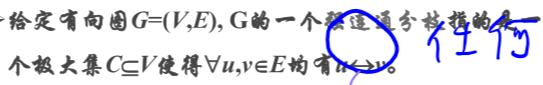 给定有向图G=(V,E), G的一个强连通分枝指的是一 任何
个极大集C⊆V使得∀u,v∈E均有u↔v。